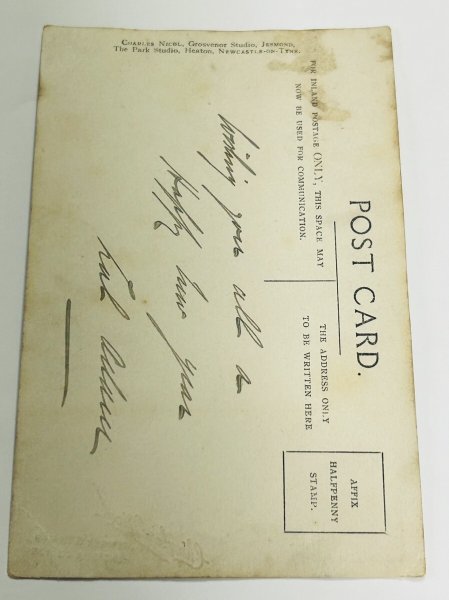 CHARLES NICOL, Grosvenor Studio, JESMOND,
The Park Studio, Heaton, NEWCASTLE-ON-TYNE.
POST CARD.
FOR INLAND POSTAGE ONLY, THIS SPACE MAY
NOW BE USED FOR COMMUNICATION.
THE ADDRESS ONLY
TO BE WRITTEN HERE
AFFIX
HALFPENNY
STAMP.
Wishing you all a
Happy New Year